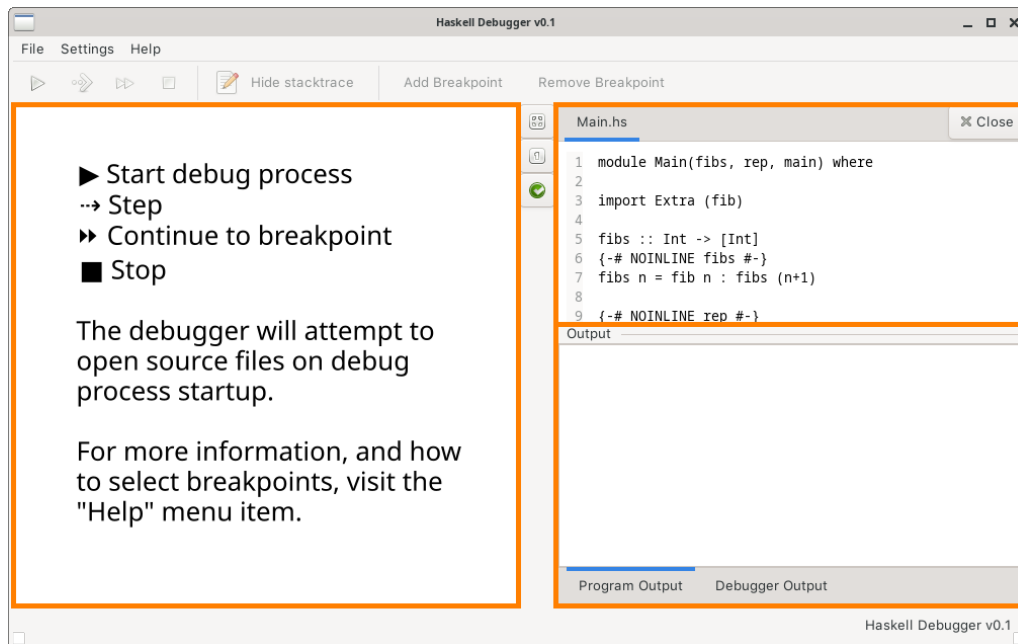 Haskell Debugger v0.1
File Settings Help
Hide stacktrace Add Breakpoint Remove Breakpoint
▶ Start debug process
⇢ Step
⏩ Continue to breakpoint
■ Stop
The debugger will attempt to
open source files on debug
process startup.
For more information, and how
to select breakpoints, visit the
"Help" menu item.
Main.hs Close
1 module Main(fibs, rep, main) where
2
3 import Extra (fib)
4
5 fibs :: Int -> [Int]
6 {-# NOINLINE fibs #-}
7 fibs n = fib n : fibs (n+1)
8
9 {-# NOINLINE rep #-}
Output
Program Output Debugger Output
Haskell Debugger v0.1